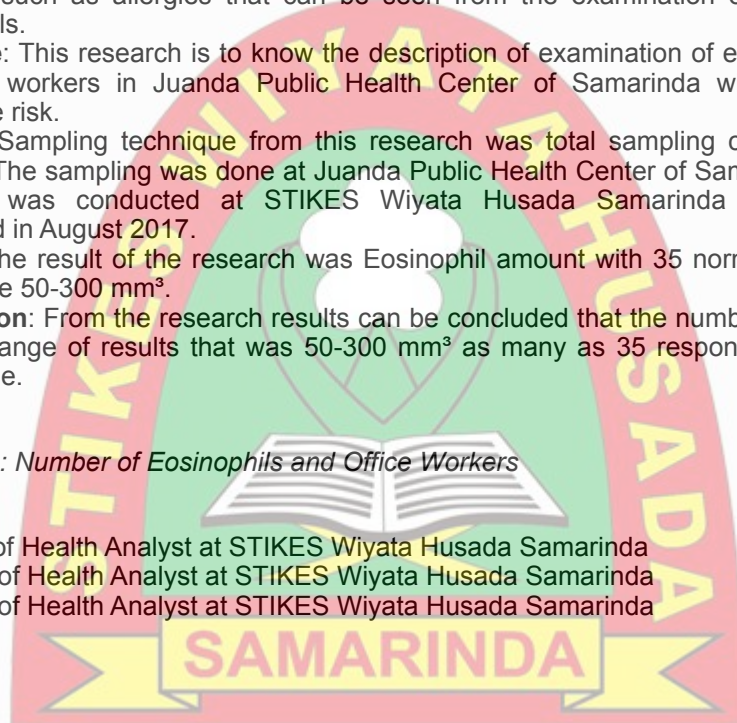 such as allergies that can be seen from the examination
ls.
e: This research is to know the description of examination of e
workers in Juanda Public Health Center of Samarinda w
e risk.
Sampling technique from this research was total sampling
The sampling was done at Juanda Public Health Center of Sam
was conducted at STIKES Wiyata Husada Samarinda
d in August 2017.
he result of the research was Eosinophil amount with 35 norm
e 50-300 mm³.
on: From the research results can be concluded that the numb
ange of results that was 50-300 mm³ as many as 35 respon
e.
: Number of Eosinophils and Office Workers
of Health Analyst at STIKES Wiyata Husada Samarinda
of Health Analyst at STIKES Wiyata Husada Samarinda
of Health Analyst at STIKES Wiyata Husada Samarinda
STIKES WIYATA HUSADA
SAMARINDA